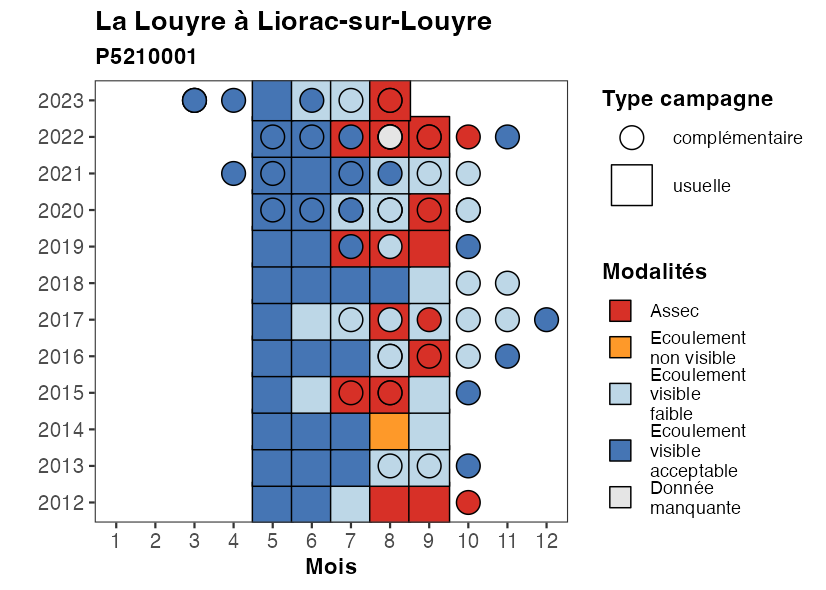 La Louyre à Liorac-sur-Louyre
P5210001
2023
2022
2021
2020
2019
2018
2017
2016
2015
2014
2013
2012
1 2 3 4 5 6 7 8 9 10 11 12
Mois
Type campagne
complémentaire
usuelle
Modalités
Assec
Ecoulement
non visible
Ecoulement
visible
faible
Ecoulement
visible
acceptable
Donnée
manquante